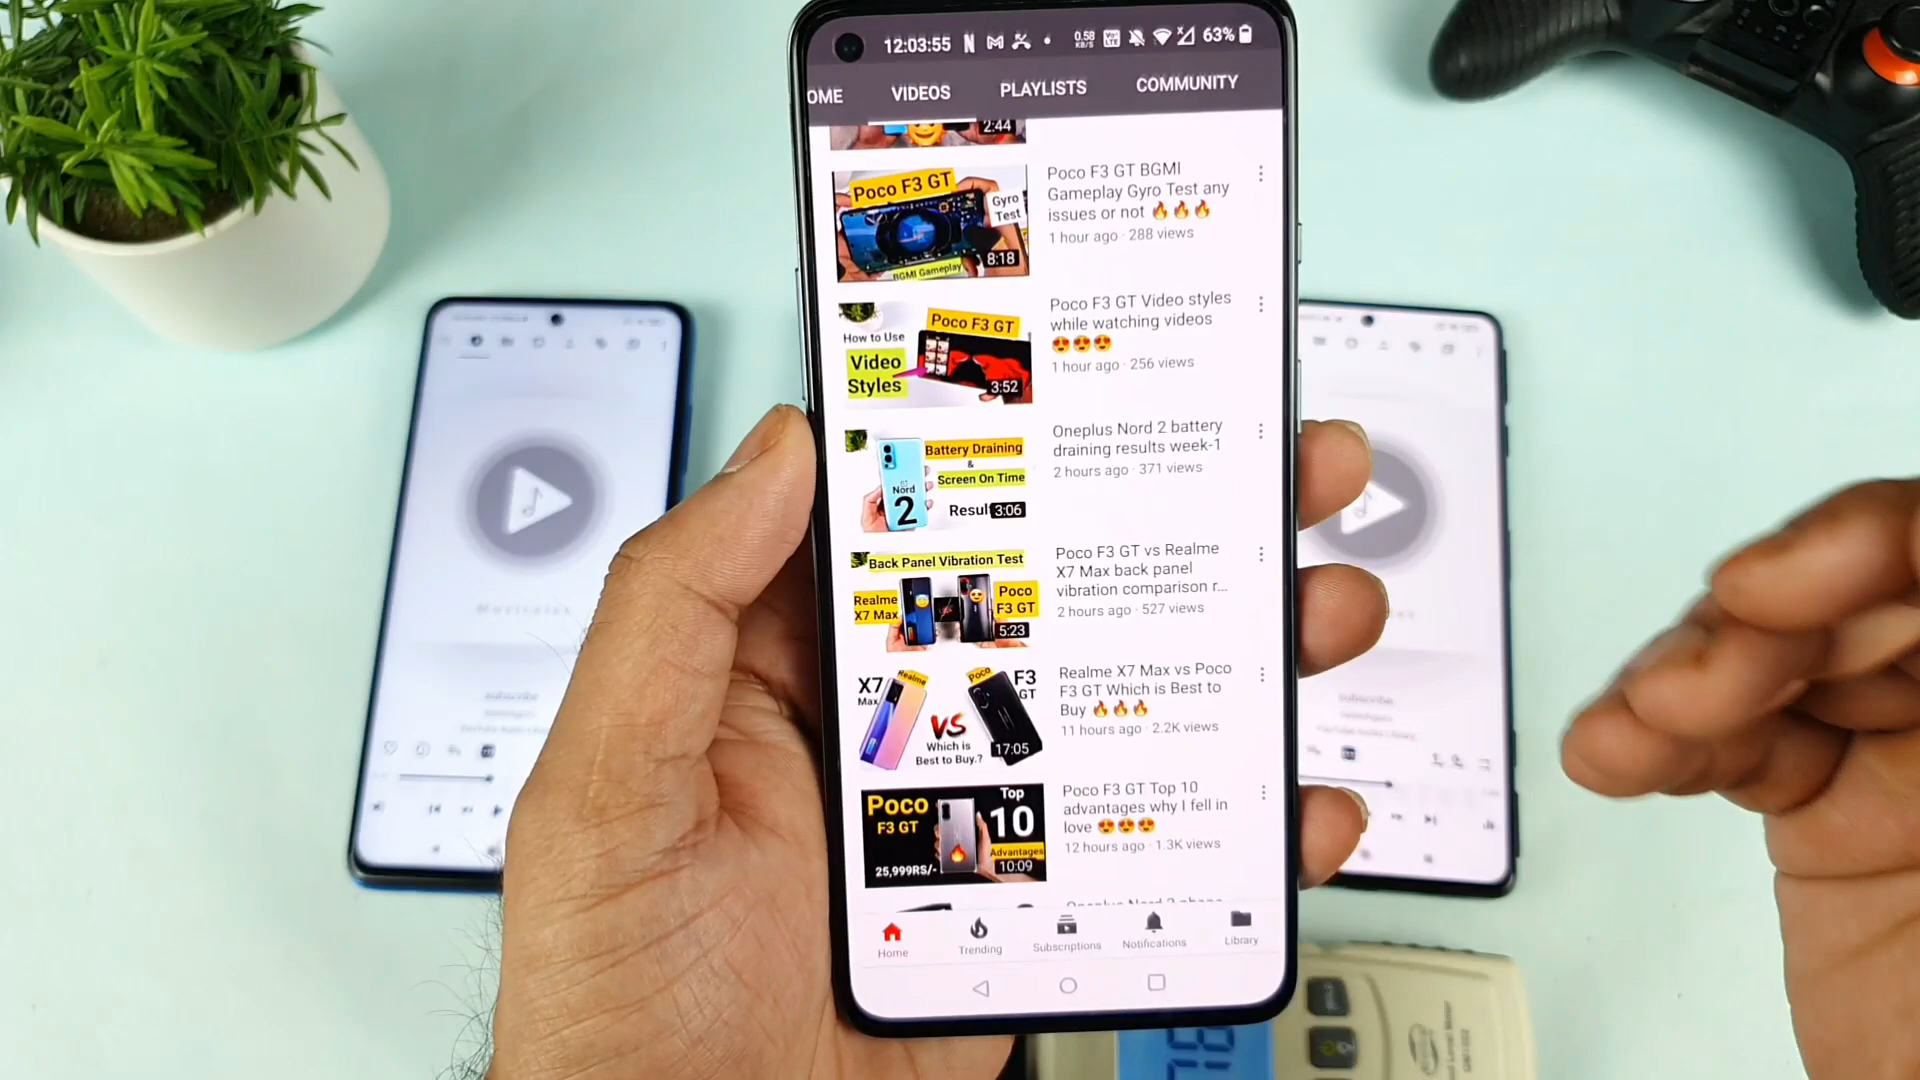 12:03:55 0.58 KB/S 63%
OME VIDEOS PLAYLISTS COMMUNITY
2:44
Poco F3 GT
Gyro
Test
BGMI Gameplay
8:18
Poco F3 GT BGMI
Gameplay Gyro Test any
issues or not 🔥🔥🔥
1 hour ago · 288 views
Poco F3 GT
How to Use
Video
Styles
3:52
Poco F3 GT Video styles
while watching videos
😍😍😍
1 hour ago · 256 views
Battery Draining
&
Screen On Time
Nord
2
Resul
3:06
Oneplus Nord 2 battery
draining results week-1
2 hours ago · 371 views
Back Panel Vibration Test
Realme
X7 Max
Poco
F3 GT
5:23
Poco F3 GT vs Realme
X7 Max back panel
vibration comparison r...
2 hours ago · 527 views
X7
Max
Realme
Poco
F3
GT
VS
Which is
Best to Buy.?
17:05
Realme X7 Max vs Poco
F3 GT Which is Best to
Buy 🔥🔥🔥
11 hours ago · 2.2K views
Poco
F3 GT
Top
10
Advantages
25,999RS/-
10:09
Poco F3 GT Top 10
advantages why I fell in
love 😍😍😍
12 hours ago · 1.3K views
Oneplus Nord 2 phone
Home Trending Subscriptions Notifications Library